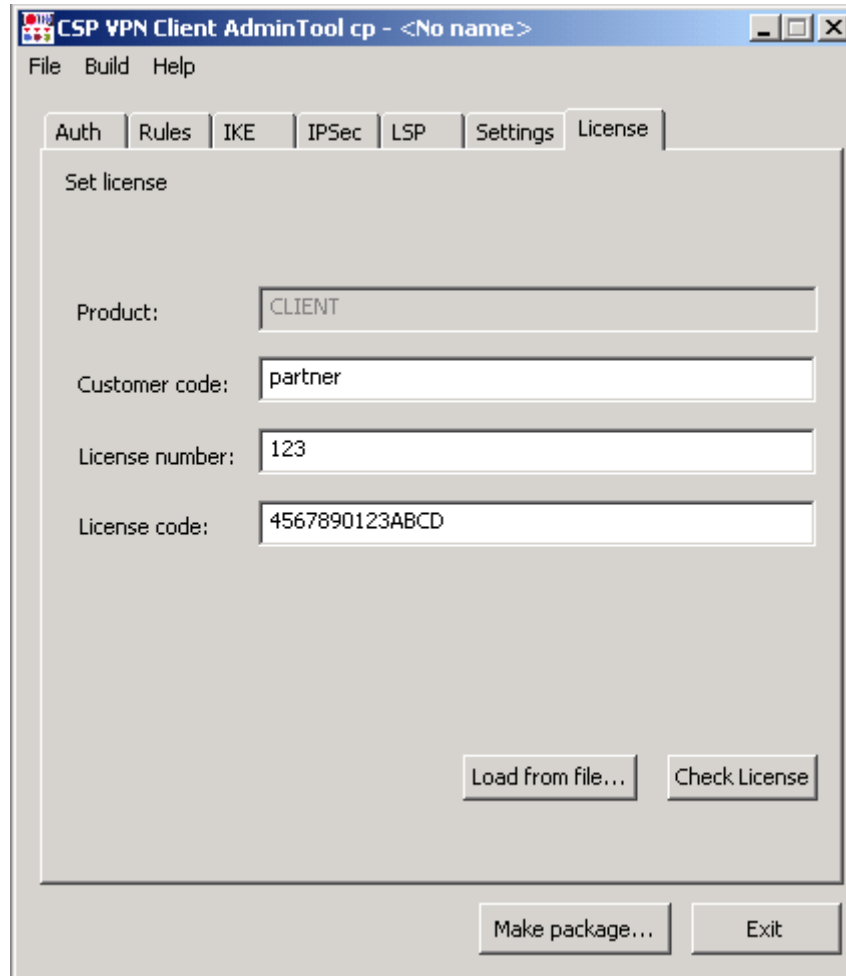 CSP VPN Client AdminTool cp - <No name>
File Build Help
Auth Rules IKE IPSec LSP Settings License
Set license
Product: CLIENT
Customer code: partner
License number: 123
License code: 4567890123ABCD
Load from file... Check License
Make package... Exit